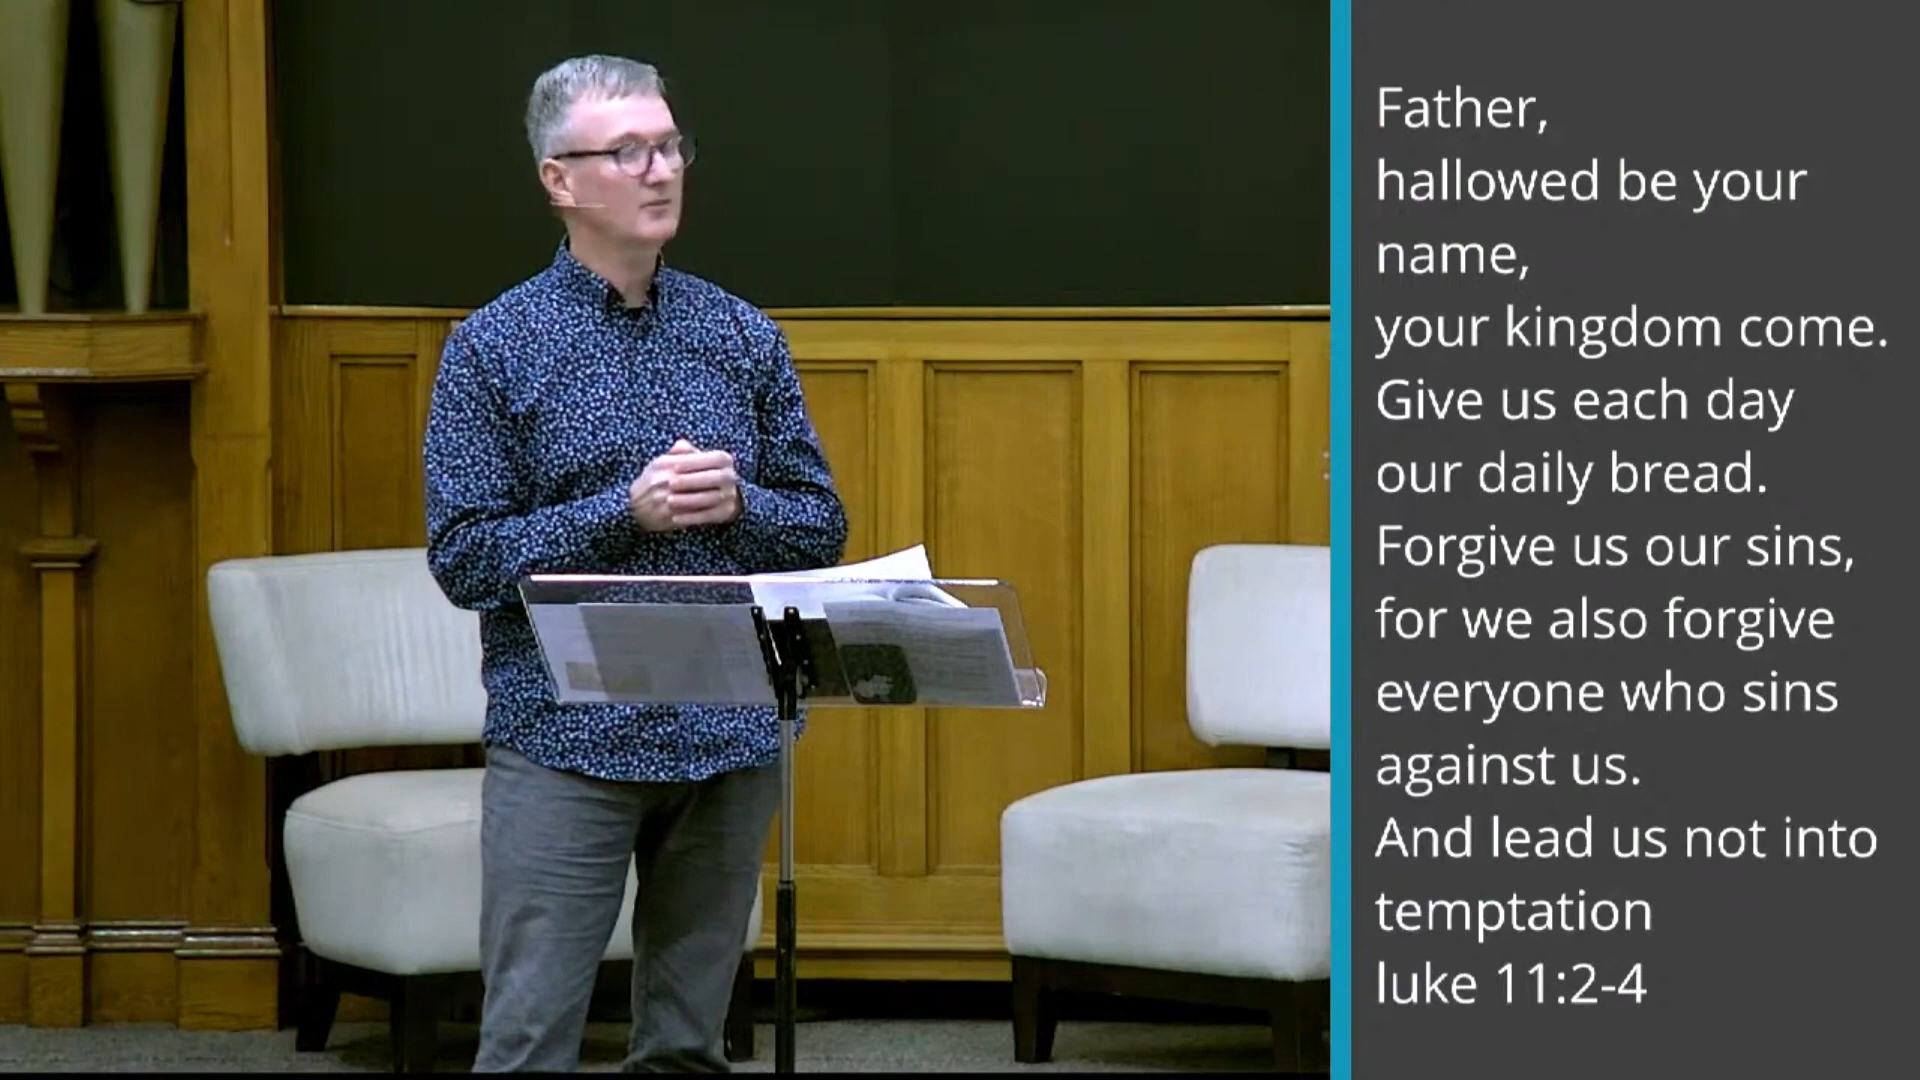 Father,
hallowed be your
name,
your kingdom come.
Give us each day
our daily bread.
Forgive us our sins,
for we also forgive
everyone who sins
against us.
And lead us not into
temptation
luke 11:2-4